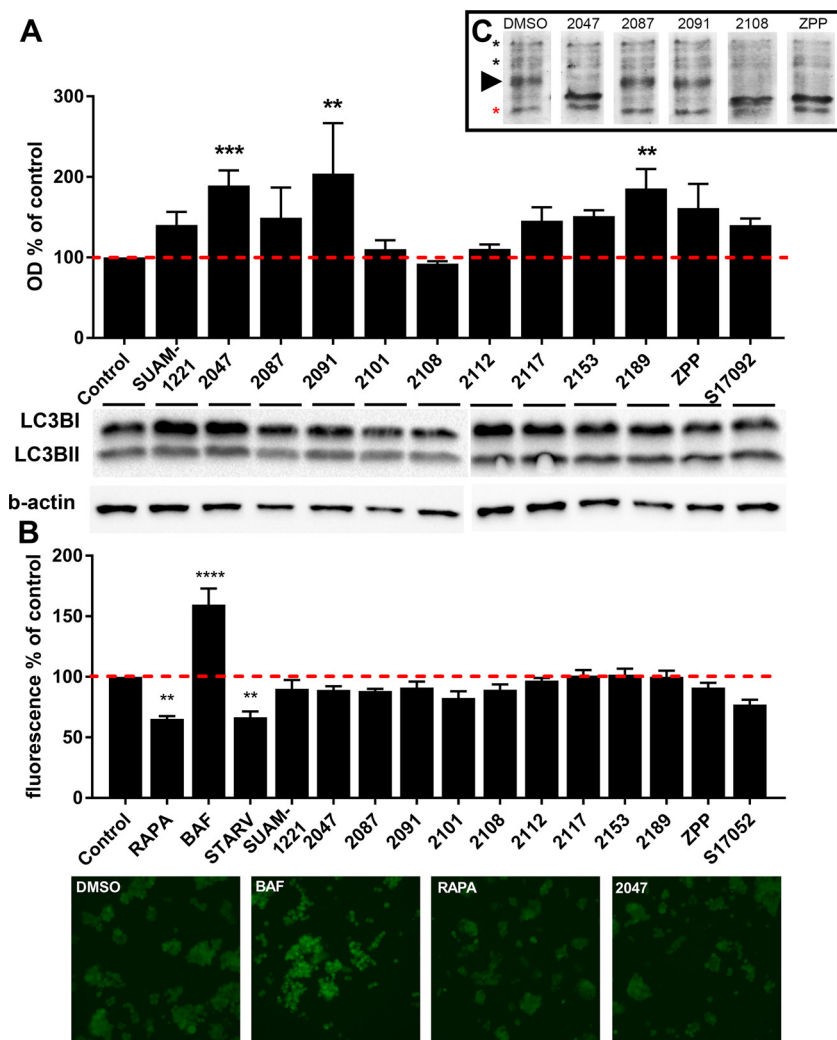 A
C
DMSO 2047 2087 2091 2108 ZPP
*
*
*
OD % of control
300
200
100
0
*** ** **
Control SUAM-1221 2047 2087 2091 2101 2108 2112 2117 2153 2189 ZPP S17092
LC3BI
LC3BII
b-actin
B
fluorescence % of control
200
150
100
50
0
** **** **
Control RAPA BAF STARV SUAM-1221 2047 2087 2091 2101 2108 2112 2117 2153 2189 ZPP S17052
DMSO BAF RAPA 2047